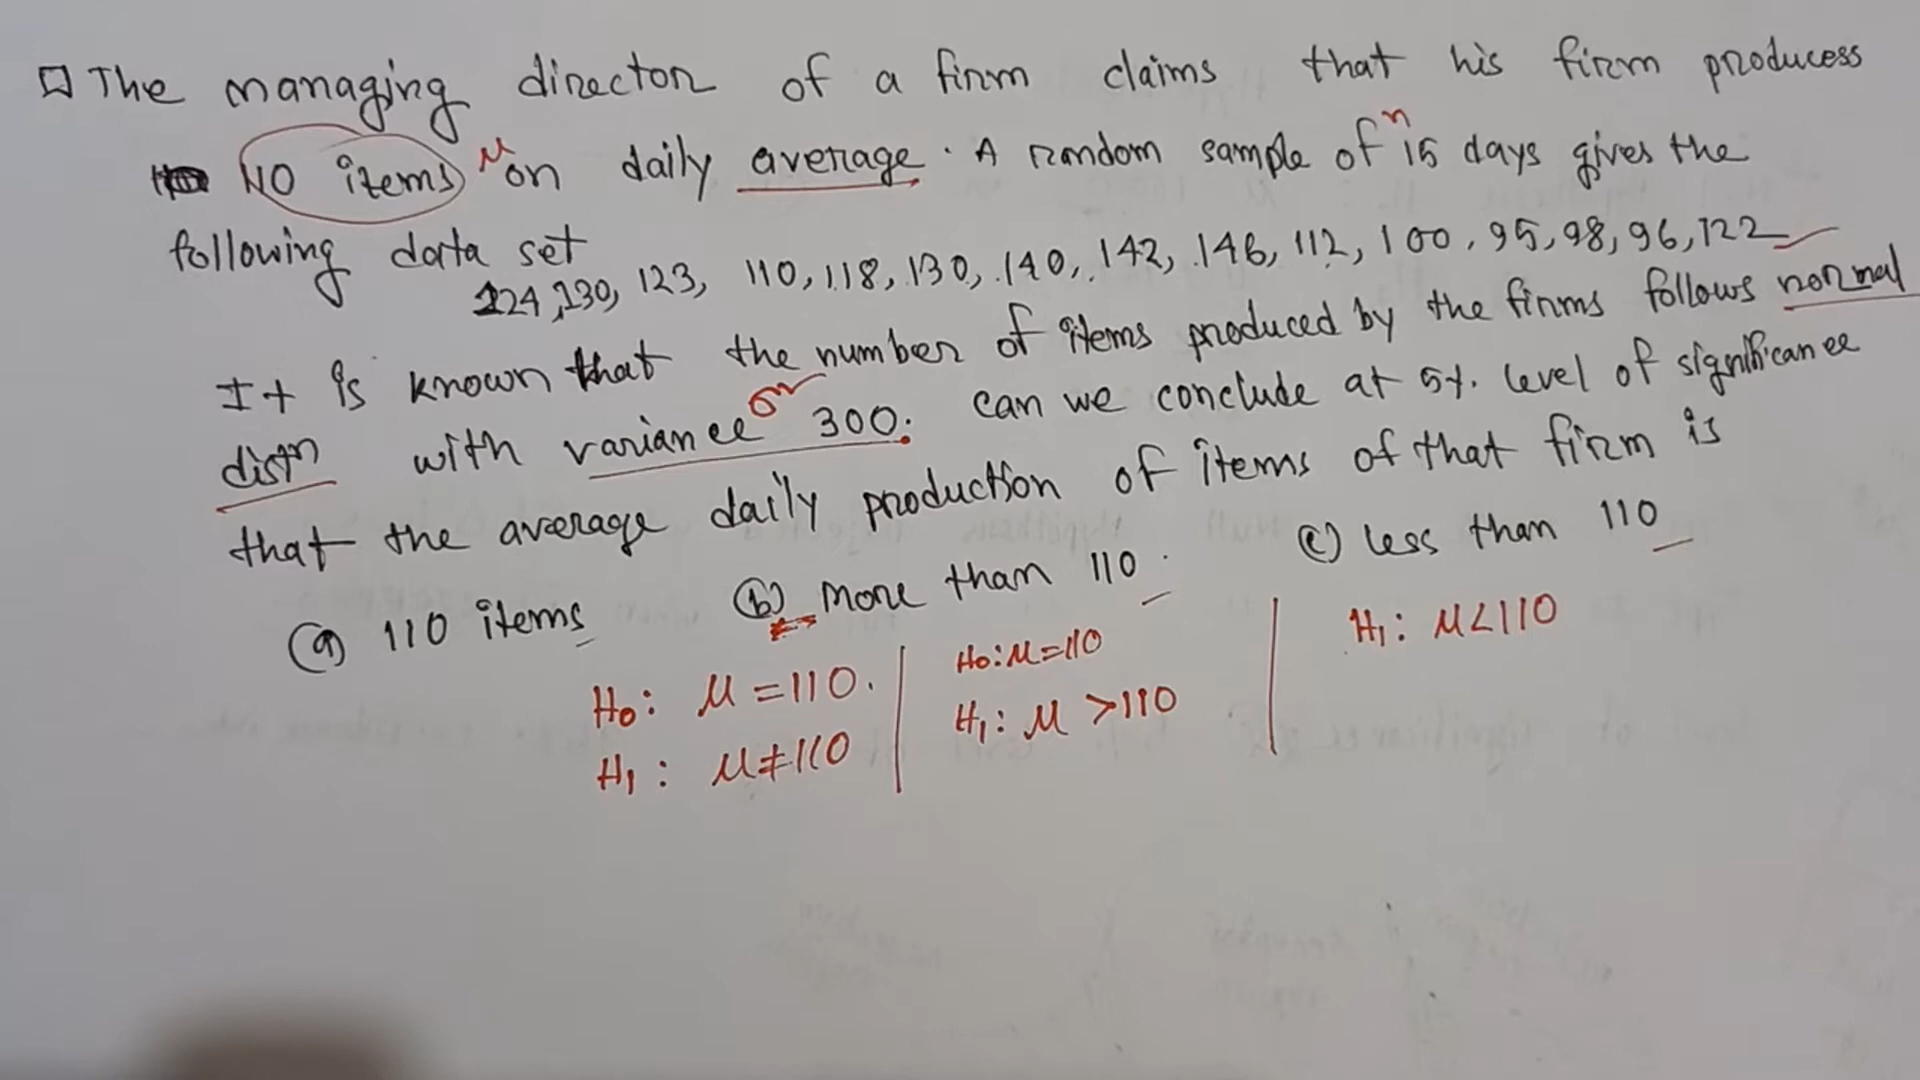 The managing director of a firm claims that his firm producess
110 items μ on daily average. A random sample of n 15 days gives the
following data set
124, 130, 123, 110, 118, 130, 140, 142, 146, 112, 100, 95, 98, 96, 122
It is known that the number of items produced by the firms follows normal
distn with variance σ² 300. can we conclude at 5%. level of significance
that the average daily production of items of that firm is
(a) 110 items (b) more than 110. (c) less than 110
H₀: μ = 110. H₀: μ = 110 H₁: μ < 110
H₁: μ ≠ 110 H₁: μ > 110